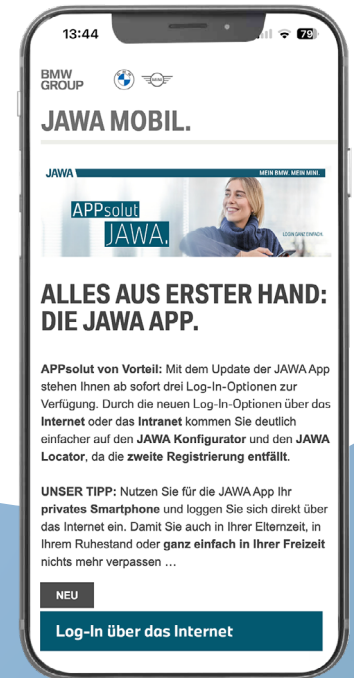 13:44
79
BMW
GROUP
MINI
JAWA MOBIL.
JAWA
MEIN BMW. MEIN MINI.
APPsolut
JAWA.
LOGIN GANZ EINFACH.
ALLES AUS ERSTER HAND:
DIE JAWA APP.
APPsolut von Vorteil: Mit dem Update der JAWA App
stehen Ihnen ab sofort drei Log-In-Optionen zur
Verfügung. Durch die neuen Log-In-Optionen über das
Internet oder das Intranet kommen Sie deutlich
einfacher auf den JAWA Konfigurator und den JAWA
Locator, da die zweite Registrierung entfällt.
UNSER TIPP: Nutzen Sie für die JAWA App Ihr
privates Smartphone und loggen Sie sich direkt über
das Internet ein. Damit Sie auch in Ihrer Elternzeit, in
Ihrem Ruhestand oder ganz einfach in Ihrer Freizeit
nichts mehr verpassen …
NEU
Log-In über das Internet